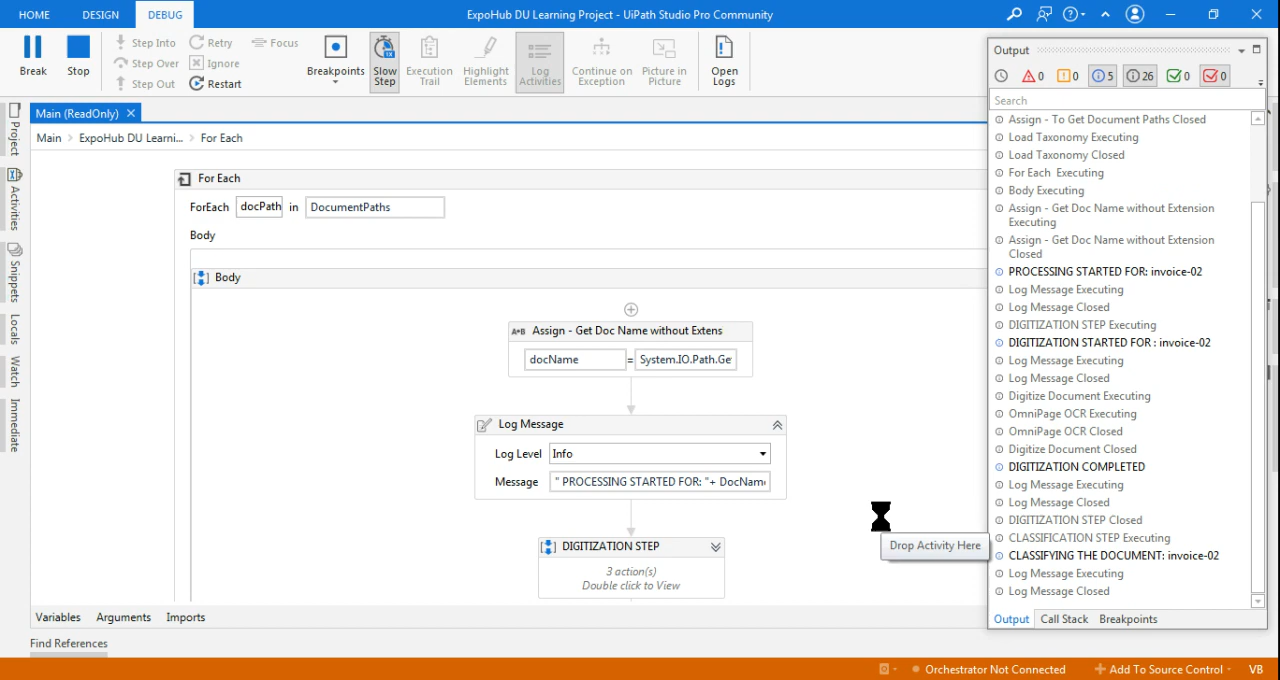 HOME DESIGN DEBUG ExpoHub DU Learning Project - UiPath Studio Pro Community
Break
Stop
Step Into
Step Over
Step Out
Retry
Ignore
Restart
Focus
Breakpoints
Slow
Step
Execution
Trail
Highlight
Elements
Log
Activities
Continue on
Exception
Picture in
Picture
Open
Logs
Main (ReadOnly)
Main > ExpoHub DU Learni... > For Each
Project
Activities
Snippets
Locals
Watch
Immediate
For Each
ForEach docPath in DocumentPaths
Body
Body
A+B Assign - Get Doc Name without Extens
docName = System.IO.Path.Ge
Log Message
Log Level Info
Message " PROCESSING STARTED FOR: "+ DocName
DIGITIZATION STEP
3 action(s)
Double click to View
Drop Activity Here
Variables Arguments Imports
Find References
Output
0 0 5 26 0 0
Search
Assign - To Get Document Paths Closed
Load Taxonomy Executing
Load Taxonomy Closed
For Each Executing
Body Executing
Assign - Get Doc Name without Extension
Executing
Assign - Get Doc Name without Extension
Closed
PROCESSING STARTED FOR: invoice-02
Log Message Executing
Log Message Closed
DIGITIZATION STEP Executing
DIGITIZATION STARTED FOR : invoice-02
Log Message Executing
Log Message Closed
Digitize Document Executing
OmniPage OCR Executing
OmniPage OCR Closed
Digitize Document Closed
DIGITIZATION COMPLETED
Log Message Executing
Log Message Closed
DIGITIZATION STEP Closed
CLASSIFICATION STEP Executing
CLASSIFYING THE DOCUMENT: invoice-02
Log Message Executing
Log Message Closed
Output Call Stack Breakpoints
Orchestrator Not Connected Add To Source Control VB